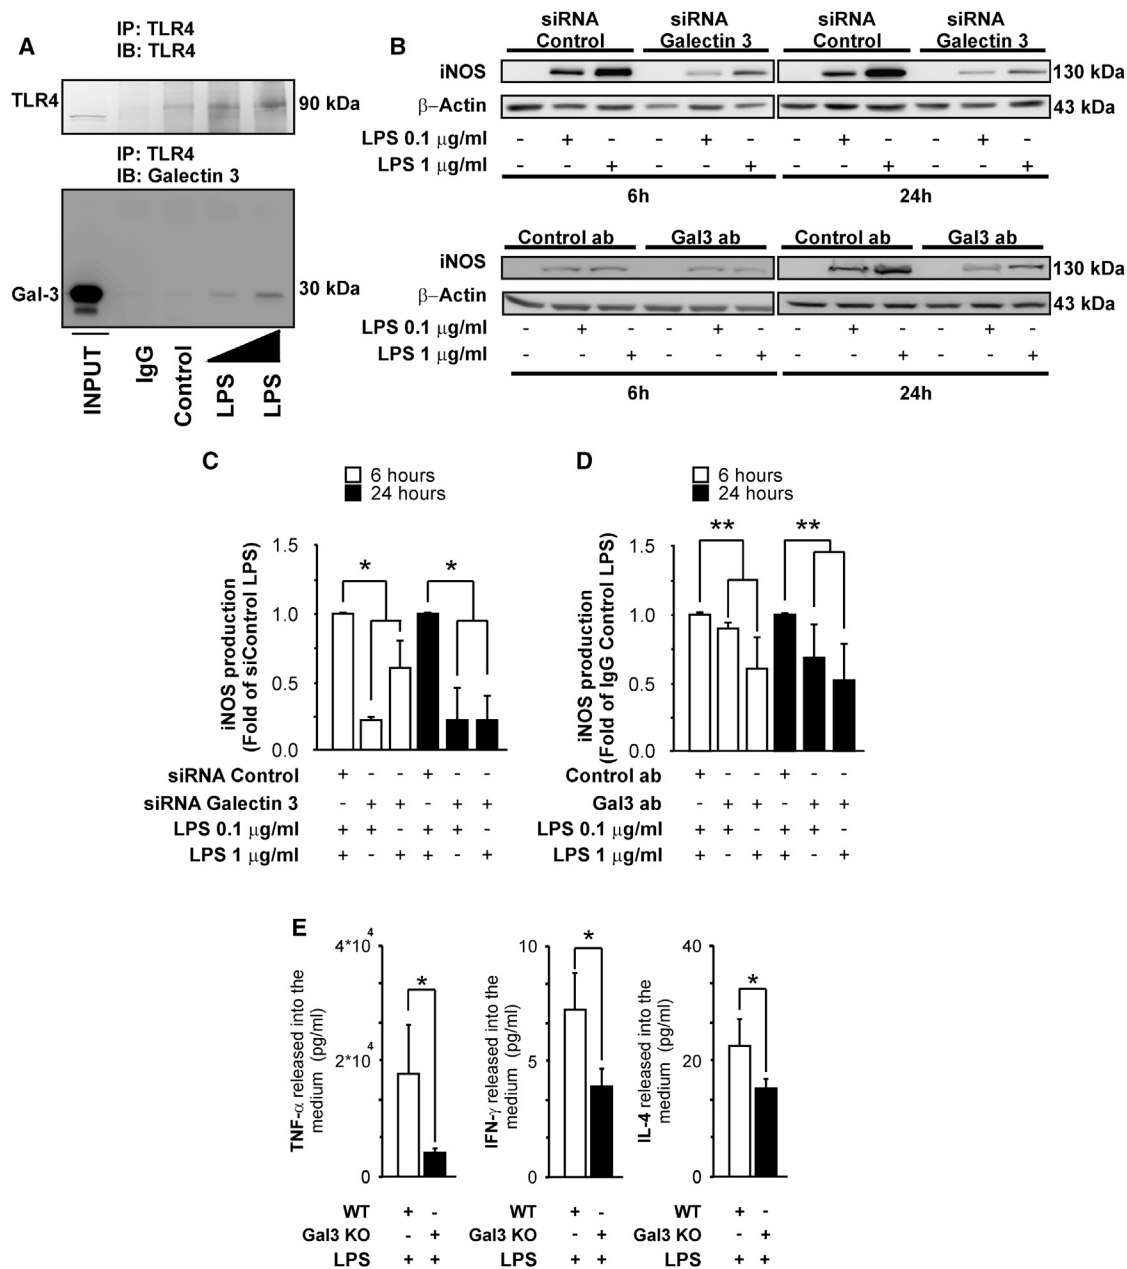 A
IP: TLR4
IB: TLR4
TLR4
90 kDa
IP: TLR4
IB: Galectin 3
Gal-3
30 kDa
INPUT
IgG
Control
LPS
LPS
B
siRNA Control
siRNA Galectin 3
siRNA Control
siRNA Galectin 3
iNOS
130 kDa
β–Actin
43 kDa
LPS 0.1 μg/ml - + - - + - - + - - + -
LPS 1 μg/ml - - + - - + - - + - - +
6h
24h
Control ab
Gal3 ab
Control ab
Gal3 ab
iNOS
130 kDa
β–Actin
43 kDa
LPS 0.1 μg/ml - + - - + - - + - - + -
LPS 1 μg/ml - - + - - + - - + - - +
6h
24h
C
6 hours
24 hours
iNOS production
(Fold of siControl LPS)
1.5
1.0
0.5
0.0
*
*
siRNA Control + - - + - -
siRNA Galectin 3 - + + - + +
LPS 0.1 μg/ml + + - + + -
LPS 1 μg/ml + - + + - +
D
6 hours
24 hours
iNOS production
(Fold of IgG Control LPS)
1.5
1.0
0.5
0.0
**
**
Control ab + - - + - -
Gal3 ab - + + - + +
LPS 0.1 μg/ml + + - + + -
LPS 1 μg/ml + - + + - +
E
TNF-α released into the
medium (pg/ml)
4*10 4
2*10 4
0
*
WT + -
Gal3 KO - +
LPS + +
IFN-γ released into the
medium (pg/ml)
10
5
0
*
WT + -
Gal3 KO - +
LPS + +
IL-4 released into the
medium (pg/ml)
40
20
0
*
WT + -
Gal3 KO - +
LPS + +